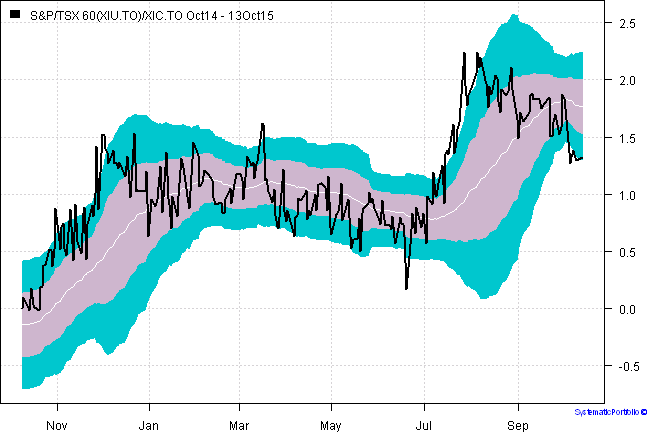 S&P/TSX 60(XIU.TO)/XIC.TO Oct14 - 13Oct15
2.5
2.0
1.5
1.0
0.5
0.0
-0.5
Nov Jan Mar May Jul Sep
SystematicPortfolio ©